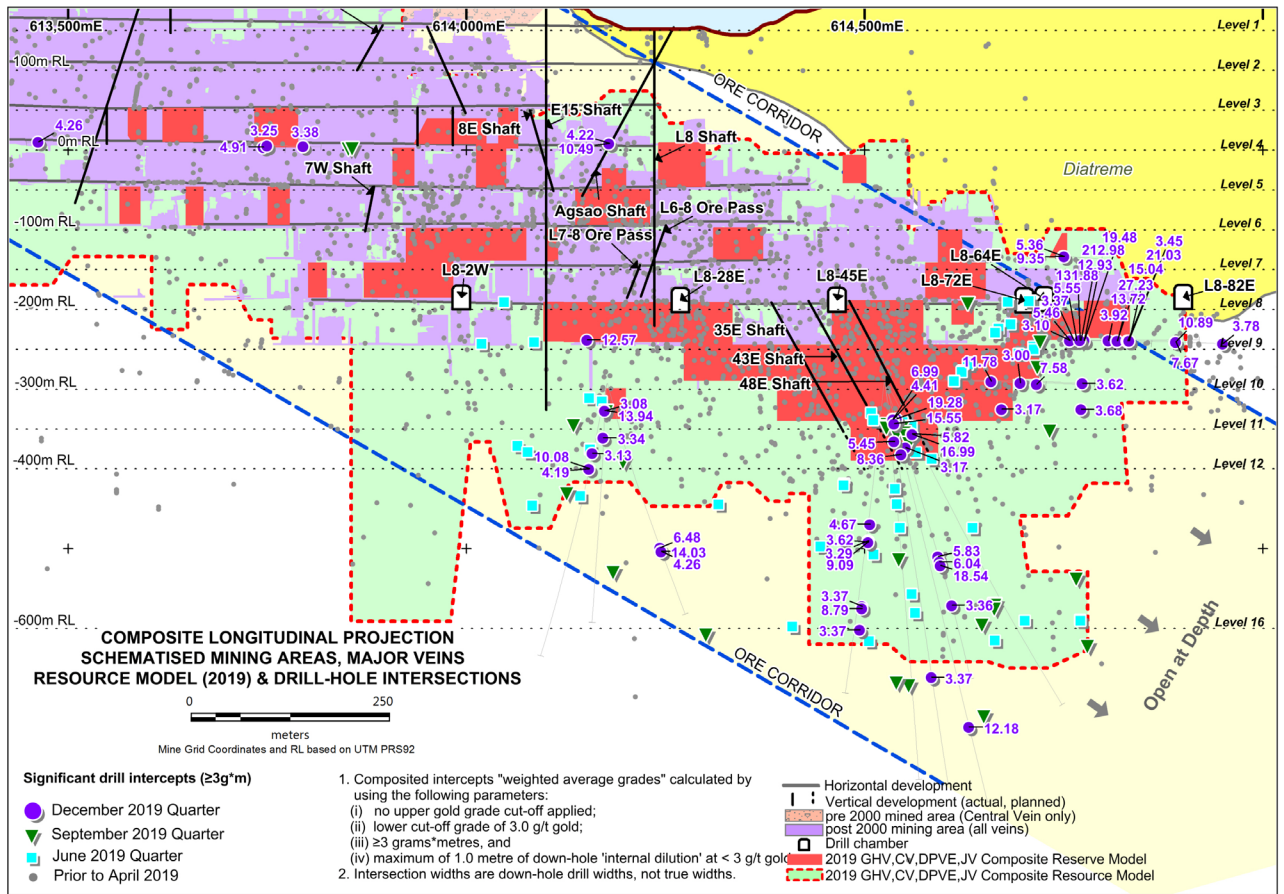 613,500mE
614,000mE
614,500mE
Level 1
100m RL
Level 2
ORE CORRIDOR
Level 3
E15 Shaft
4.26
3.25
3.38
8E Shaft
4.22
L8 Shaft
0m RL
4.91
10.49
Level 4
7W Shaft
Diatreme
Level 5
Agsao Shaft
L6-8 Ore Pass
-100m RL
L7-8 Ore Pass
Level 6
19.48
3.45
5.36
212.98
21.03
9.35
L8-64E
12.93
15.04
Level 7
L8-2W
L8-28E
L8-45E
L8-72E
131.88
27.23
L8-82E
5.55
13.72
3.37
-200m RL
Level 8
5.46
3.92
35E Shaft
3.10
10.89
3.78
12.57
Level 9
43E Shaft
3.00
7.67
6.99
11.78
7.58
-300m RL
48E Shaft
4.41
3.62
Level 10
3.08
19.28
3.17
3.68
13.94
15.55
Level 11
3.34
5.45
5.82
10.08
3.13
8.36
16.99
-400m RL
4.19
3.17
Level 12
4.67
6.48
3.62
14.03
3.29
5.83
4.26
9.09
6.04
18.54
3.37
8.79
3.36
-600m RL
3.37
Level 16
COMPOSITE LONGITUDINAL PROJECTION
SCHEMATISED MINING AREAS, MAJOR VEINS
RESOURCE MODEL (2019) & DRILL-HOLE INTERSECTIONS
ORE CORRIDOR
Open at Depth
3.37
0
250
meters
12.18
Mine Grid Coordinates and RL based on UTM PRS92
Significant drill intercepts (≥3g*m)
December 2019 Quarter
September 2019 Quarter
June 2019 Quarter
Prior to April 2019
1. Composited intercepts "weighted average grades" calculated by
using the following parameters:
(i) no upper gold grade cut-off applied;
(ii) lower cut-off grade of 3.0 g/t gold;
(iii) ≥3 grams*metres, and
(iv) maximum of 1.0 metre of down-hole 'internal dilution' at < 3 g/t gold
2. Intersection widths are down-hole drill widths, not true widths.
Horizontal development
Vertical development (actual, planned)
pre 2000 mined area (Central Vein only)
post 2000 mining area (all veins)
Drill chamber
2019 GHV,CV,DPVE,JV Composite Reserve Model
2019 GHV,CV,DPVE,JV Composite Resource Model